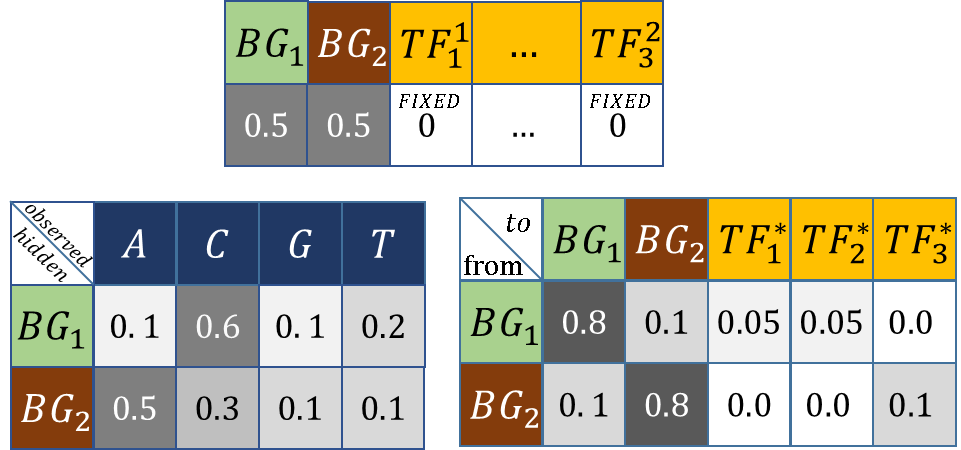 BG₁ BG₂ TF₁¹ ... TF₃²
0.5 0.5 FIXED 0 ... FIXED 0
observed hidden A C G T
BG₁ 0.1 0.6 0.1 0.2
BG₂ 0.5 0.3 0.1 0.1
to from BG₁ BG₂ TF₁* TF₂* TF₃*
BG₁ 0.8 0.1 0.05 0.05 0.0
BG₂ 0.1 0.8 0.0 0.0 0.1